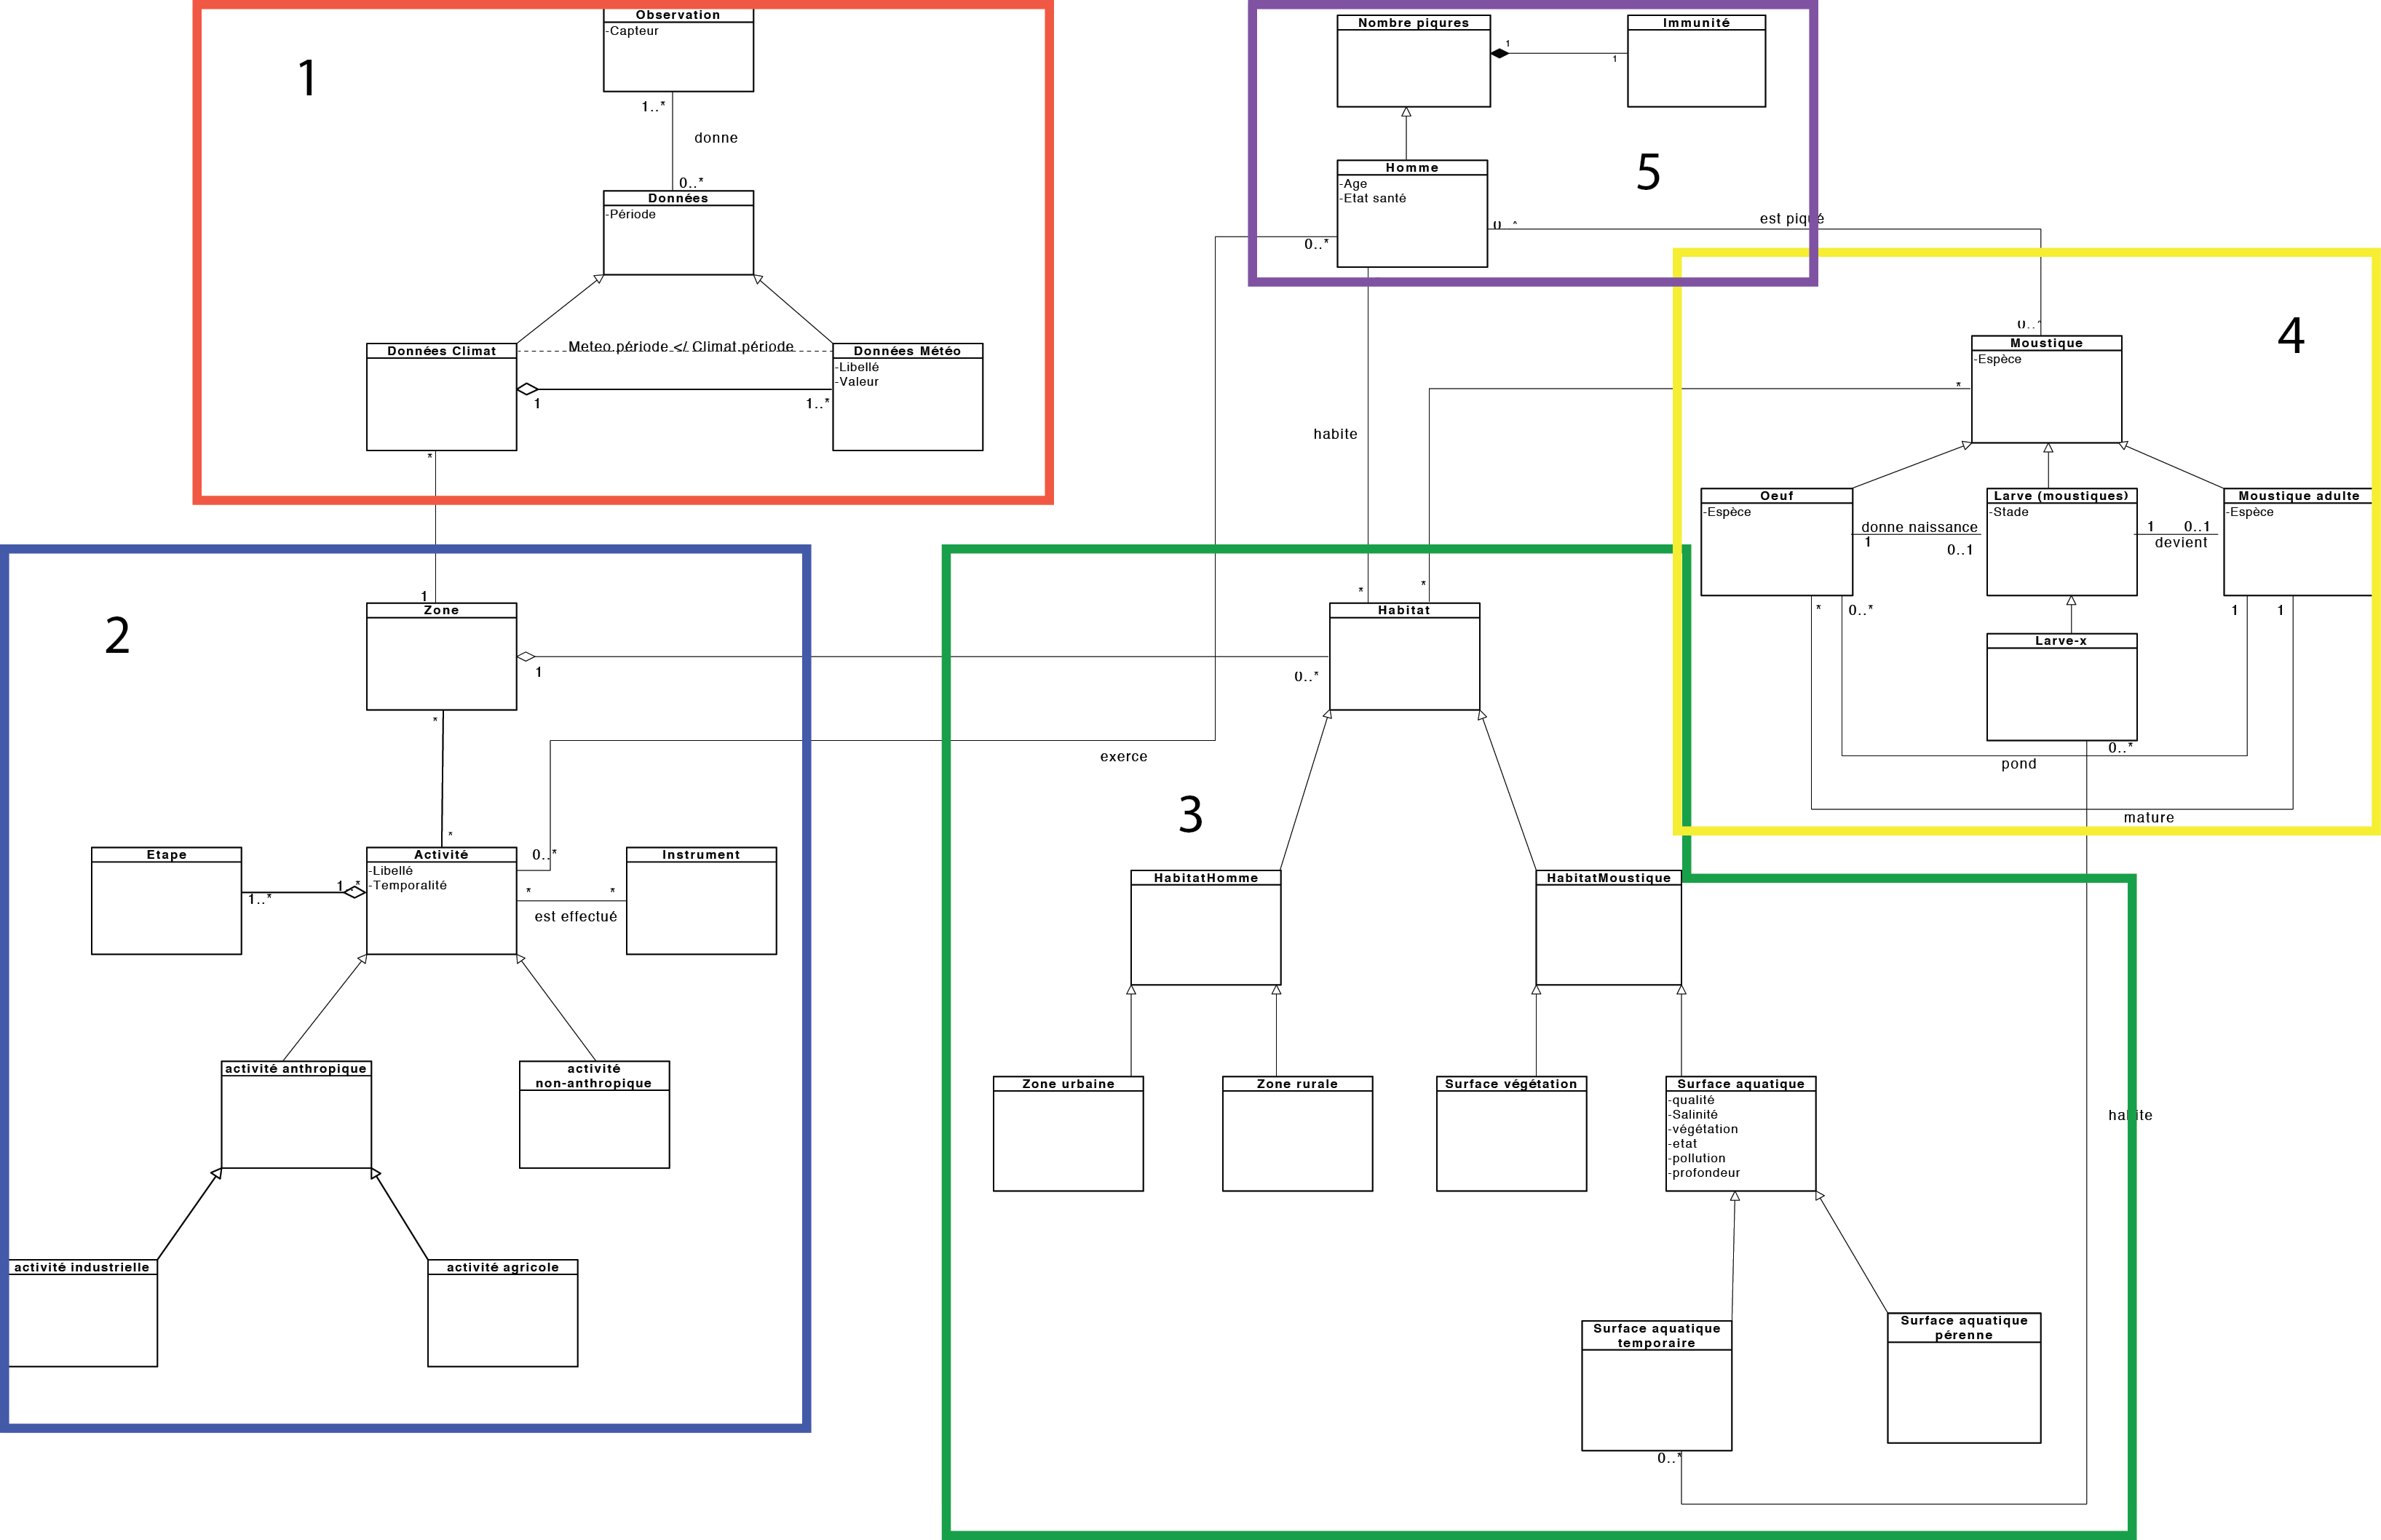 1
Observation
-Capteur
1..*
donne
0..*
Données
-Période
Meteo.période </ Climat.période
Données Climat
Données Météo
-Libellé
-Valeur
1
1..*
*
5
Nombre piqures
1
1
Immunité
Homme
-Age
-Etat santé
0..*
0..*
est piqué
habite
*
4
0..*
Moustique
-Espèce
*
*
Oeuf
-Espèce
donne naissance
1
0..1
Larve (moustiques)
-Stade
1
0..1
devient
Moustique adulte
-Espèce
*
0..*
1
1
Larve-x
0..*
pond
mature
2
1
Zone
1
0..*
*
*
exerce
Etape
1..*
1..*
Activité
-Libellé
-Temporalité
0..*
*
*
est effectué
Instrument
activité anthropique
activité
non-anthropique
activité industrielle
activité agricole
3
Habitat
HabitatHomme
HabitatMoustique
Zone urbaine
Zone rurale
Surface végétation
Surface aquatique
-qualité
-Salinité
-végétation
-etat
-pollution
-profondeur
habite
Surface aquatique
temporaire
Surface aquatique
pérenne
0..*